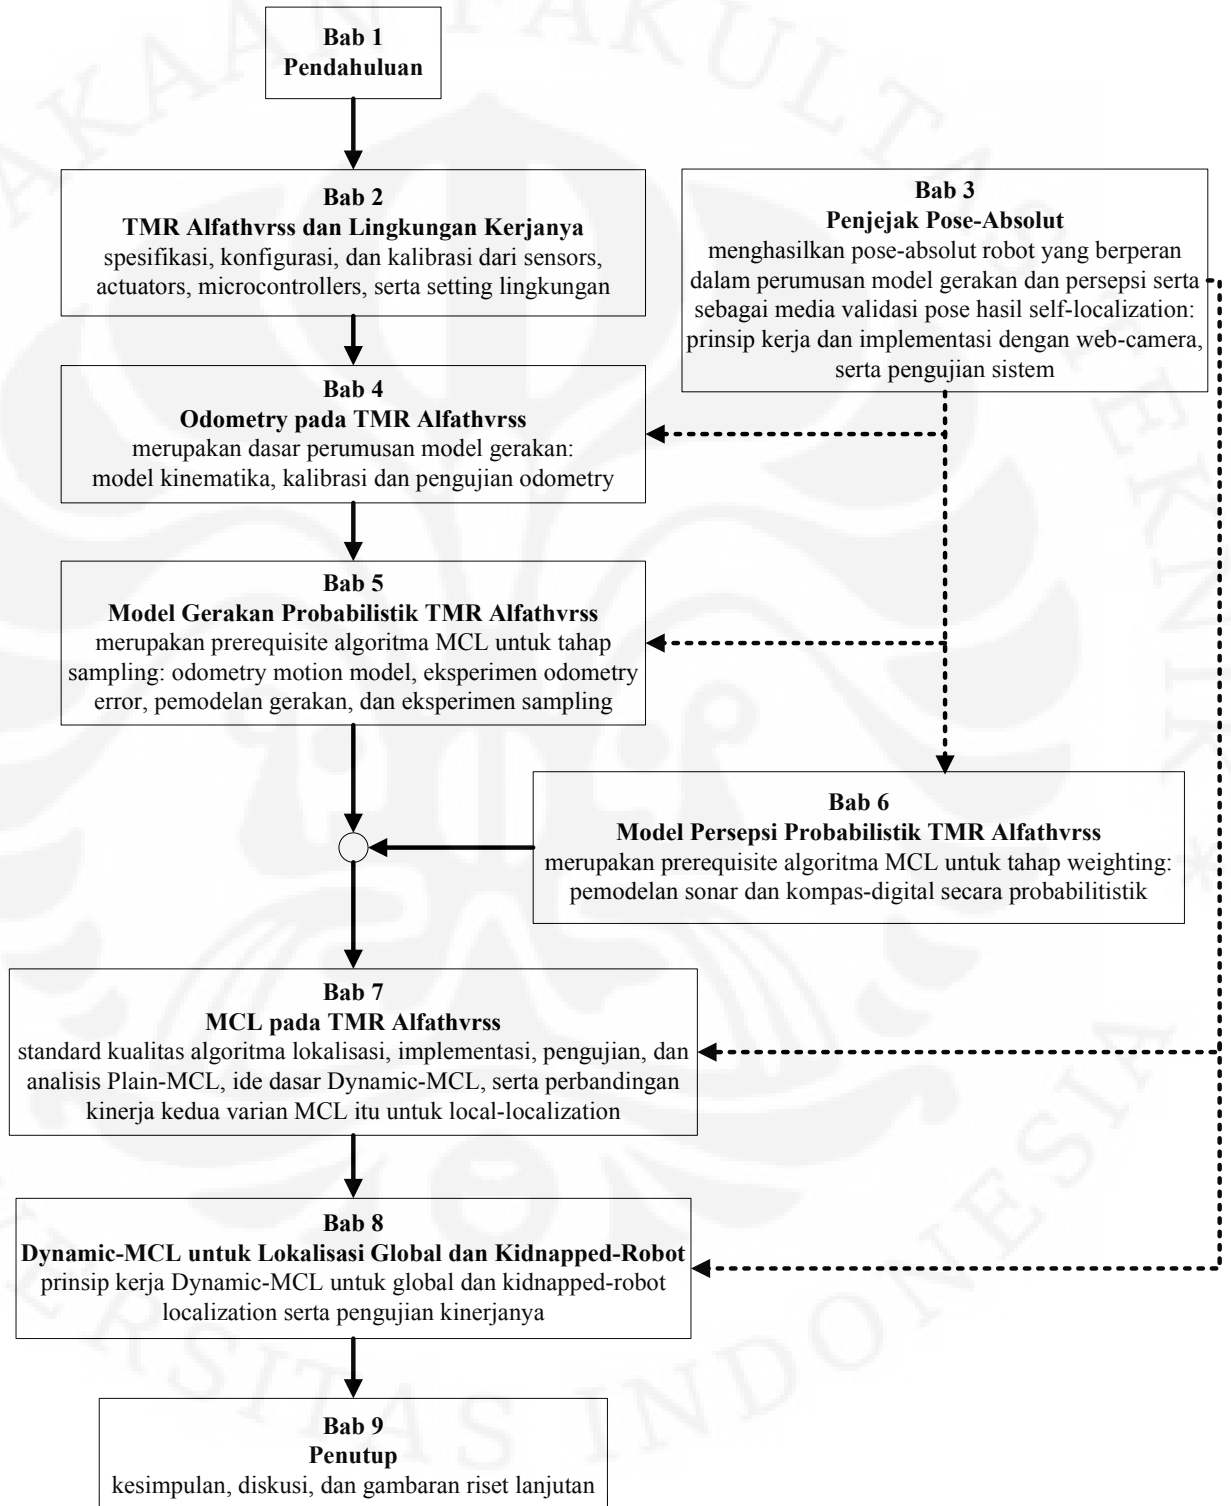 Bab 1
Pendahuluan
Bab 2
TMR Alfathvrss dan Lingkungan Kerjanya
spesifikasi, konfigurasi, dan kalibrasi dari sensors,
actuators, microcontrollers, serta setting lingkungan
Bab 3
Penjejak Pose-Absolut
menghasilkan pose-absolut robot yang berperan
dalam perumusan model gerakan dan persepsi serta
sebagai media validasi pose hasil self-localization:
prinsip kerja dan implementasi dengan web-camera,
serta pengujian sistem
Bab 4
Odometry pada TMR Alfathvrss
merupakan dasar perumusan model gerakan:
model kinematika, kalibrasi dan pengujian odometry
Bab 5
Model Gerakan Probabilistik TMR Alfathvrss
merupakan prerequisite algoritma MCL untuk tahap
sampling: odometry motion model, eksperimen odometry
error, pemodelan gerakan, dan eksperimen sampling
Bab 6
Model Persepsi Probabilistik TMR Alfathvrss
merupakan prerequisite algoritma MCL untuk tahap weighting:
pemodelan sonar dan kompas-digital secara probabilitistik
Bab 7
MCL pada TMR Alfathvrss
standard kualitas algoritma lokalisasi, implementasi, pengujian, dan
analisis Plain-MCL, ide dasar Dynamic-MCL, serta perbandingan
kinerja kedua varian MCL itu untuk local-localization
Bab 8
Dynamic-MCL untuk Lokalisasi Global dan Kidnapped-Robot
prinsip kerja Dynamic-MCL untuk global dan kidnapped-robot
localization serta pengujian kinerjanya
Bab 9
Penutup
kesimpulan, diskusi, dan gambaran riset lanjutan
AKAAN FAKULTAS TEKNIK *
ERSITAS INDONESIA